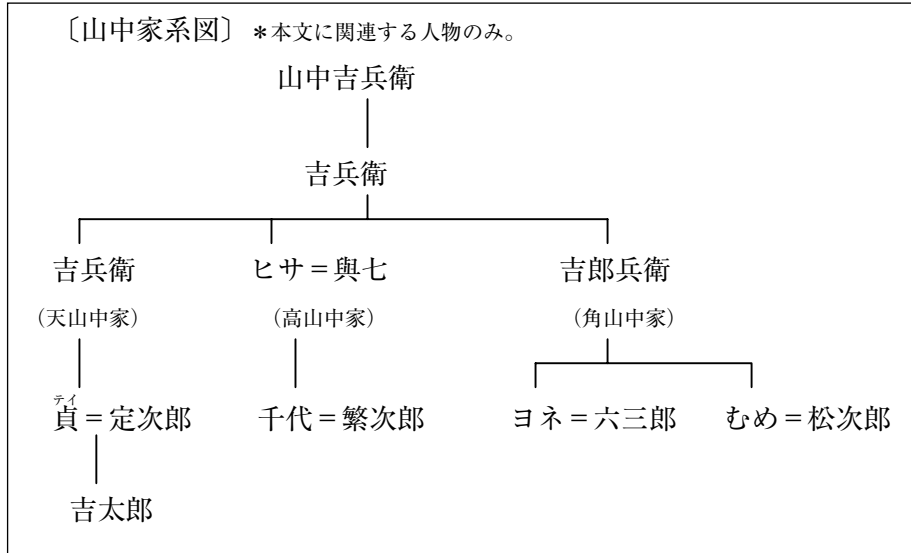 〔山中家系図〕 *本文に関連する人物のみ。
山中吉兵衛
吉兵衛
吉兵衛 ヒサ=與七 吉郎兵衛
(天山中家) (高山中家) (角山中家)
テイ
貞=定次郎 千代=繁次郎 ヨネ=六三郎 むめ=松次郎
吉太郎